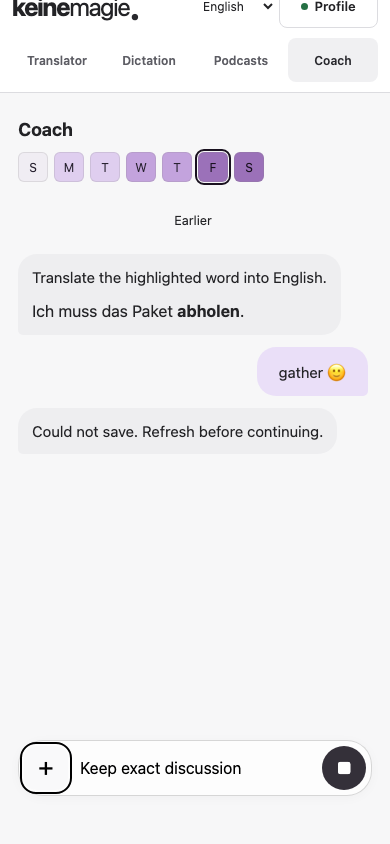 keinemagie.
English
Profile
Translator Dictation Podcasts Coach
Coach
S M T W T F S
Earlier
Translate the highlighted word into English.
Ich muss das Paket abholen.
gather 🙂
Could not save. Refresh before continuing.
+ Keep exact discussion